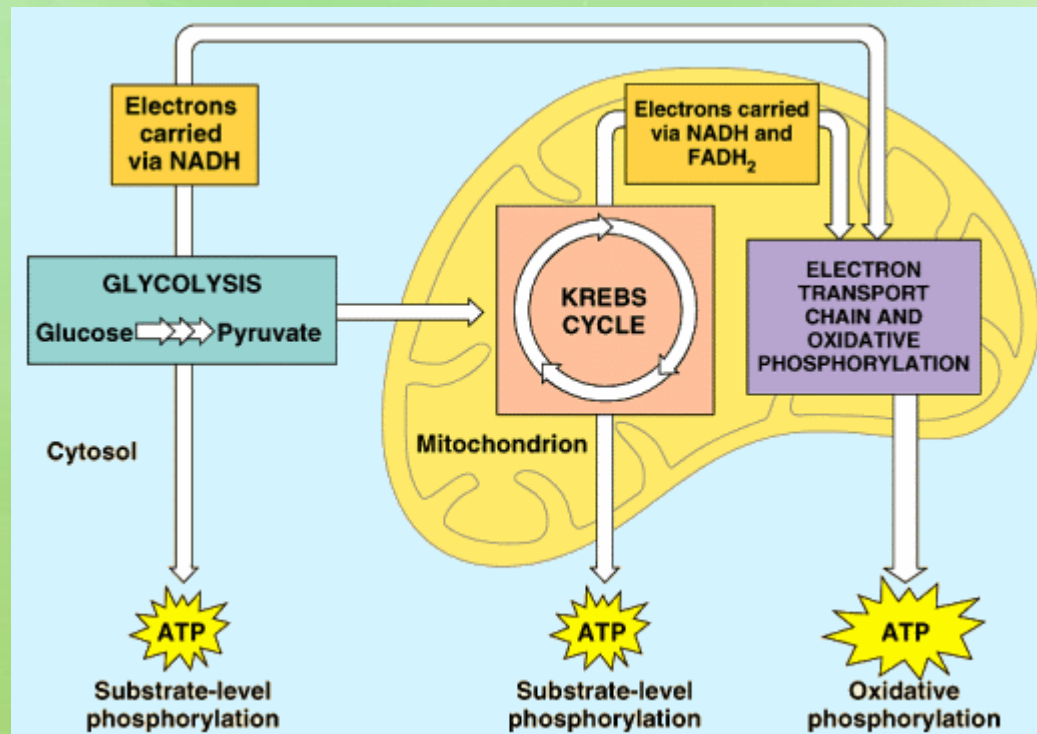 Electrons
carried
via NADH
Electrons carried
via NADH and
FADH₂
GLYCOLYSIS
Glucose Pyruvate
KREBS
CYCLE
ELECTRON
TRANSPORT
CHAIN AND
OXIDATIVE
PHOSPHORYLATION
Cytosol
Mitochondrion
ATP
Substrate-level
phosphorylation
ATP
Substrate-level
phosphorylation
ATP
Oxidative
phosphorylation